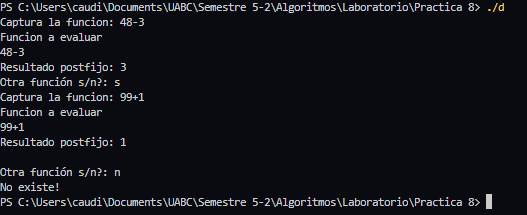 PS C:\Users\caudi\Documents\UABC\Semestre 5-2\Algoritmos\Laboratorio\Practica 8> ./d
Captura la funcion: 48-3
Funcion a evaluar
48-3
Resultado postfijo: 3
Otra función s/n?: s
Captura la funcion: 99+1
Funcion a evaluar
99+1
Resultado postfijo: 1
Otra función s/n?: n
No existe!
PS C:\Users\caudi\Documents\UABC\Semestre 5-2\Algoritmos\Laboratorio\Practica 8>